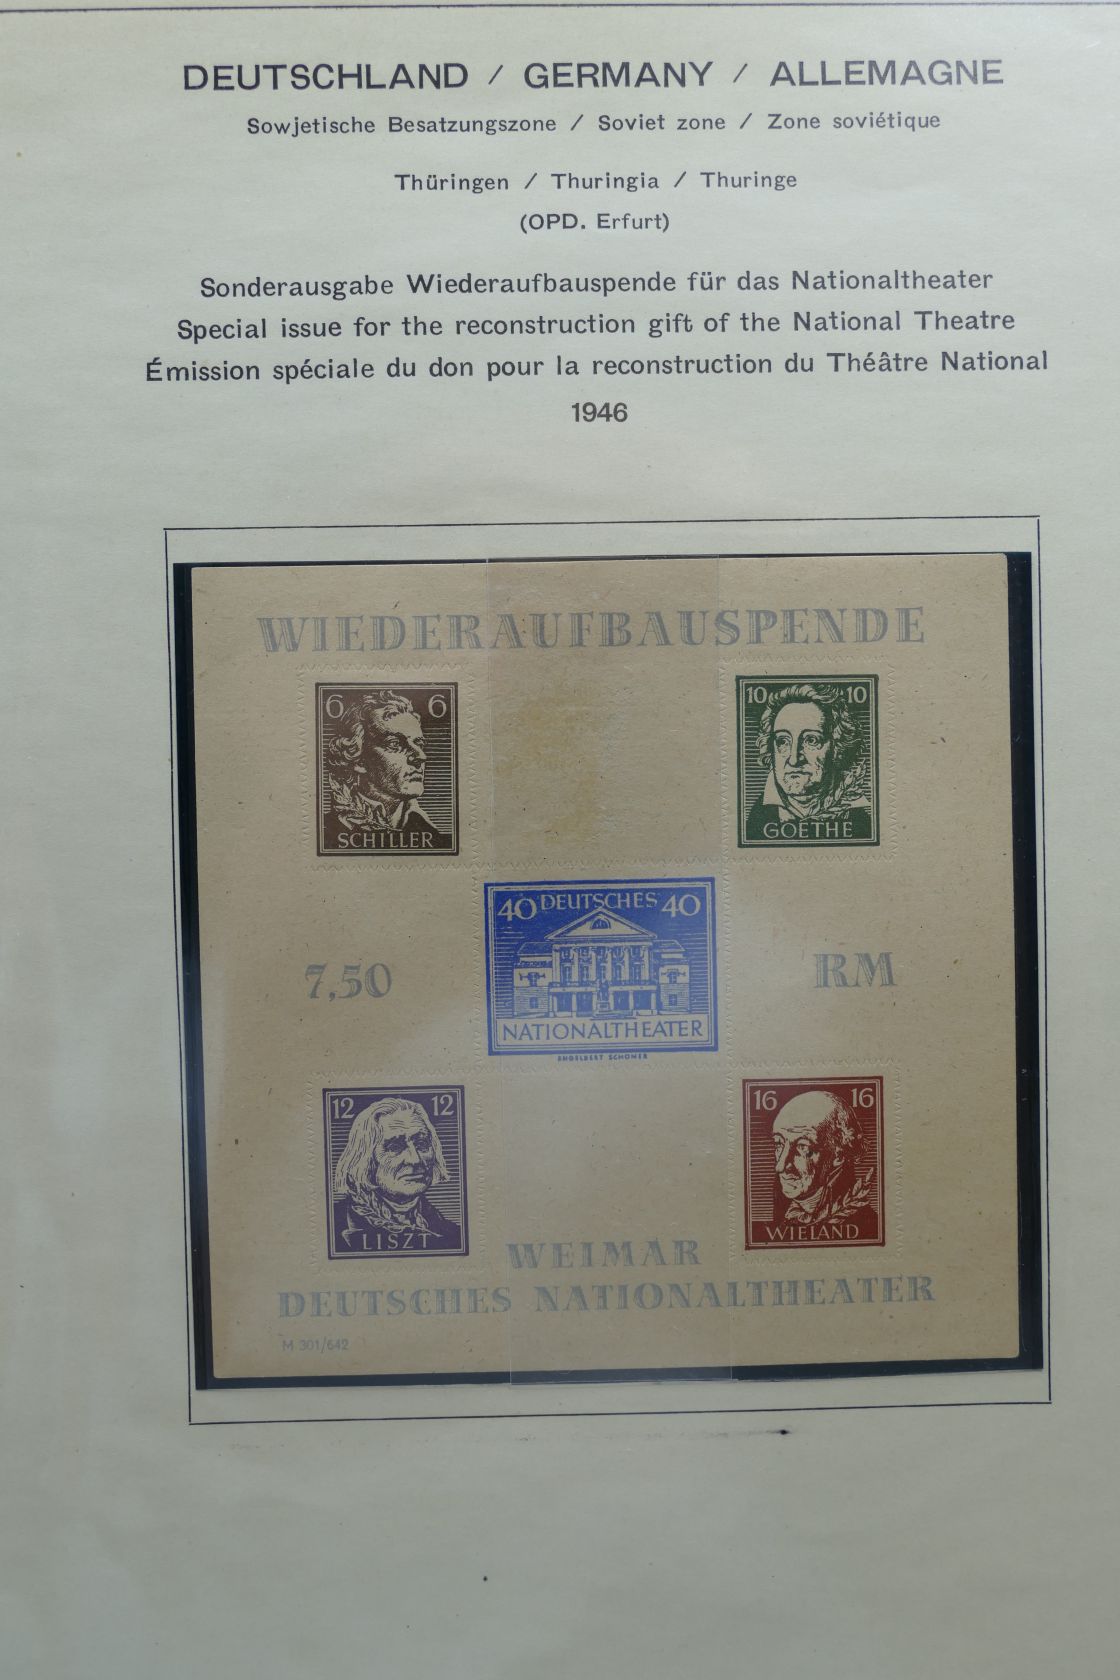 DEUTSCHLAND / GERMANY / ALLEMAGNE
Sowjetische Besatzungszone / Soviet zone / Zone soviétique
Thüringen / Thuringia / Thuringe
(OPD. Erfurt)
Sonderausgabe Wiederaufbauspende für das Nationaltheater
Special issue for the reconstruction gift of the National Theatre
Émission spéciale du don pour la reconstruction du Théâtre National
1946
WIEDERAUFBAUSPENDE
6 6
SCHILLER
10 10
GOETHE
40 DEUTSCHES 40
NATIONALTHEATER
ENGELBERT SCHONER
7,50 RM
12 12
LISZT
16 16
WIELAND
WEIMAR
DEUTSCHES NATIONALTHEATER
M 301/642